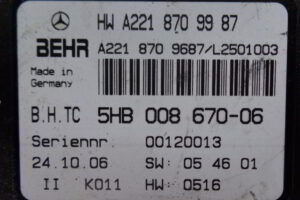 HW A221 870 99 87
BEHR A221 870 9687/L2501003
Made in
Germany
B.H.TC 5HB 008 670-06
Seriennr 00120013
24.10.06 SW: 05 46 01
II K011 HW: 0516